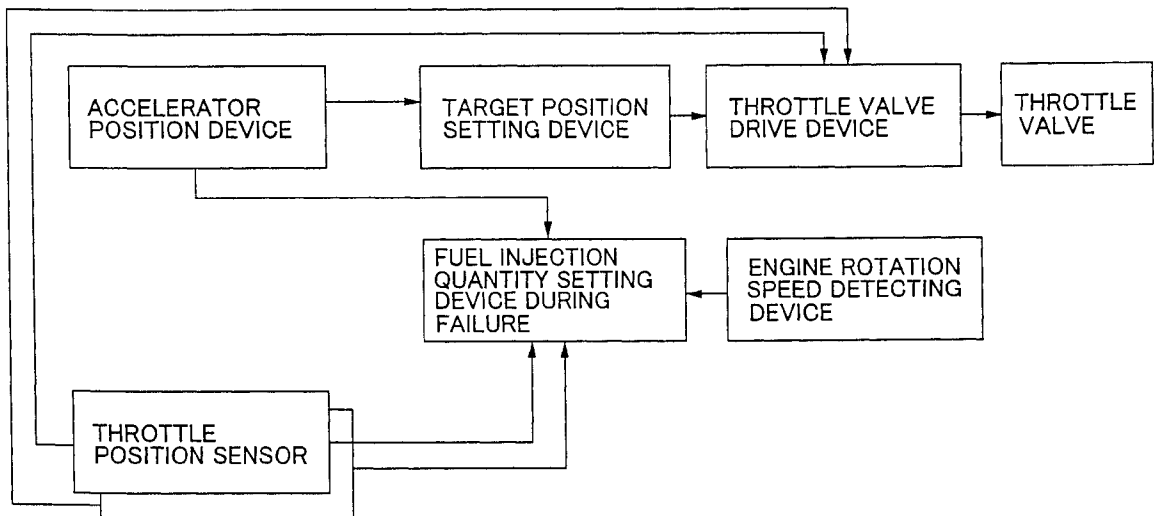 ACCELERATOR
POSITION DEVICE
TARGET POSITION
SETTING DEVICE
THROTTLE VALVE
DRIVE DEVICE
THROTTLE
VALVE
FUEL INJECTION
QUANTITY SETTING
DEVICE DURING
FAILURE
ENGINE ROTATION
SPEED DETECTING
DEVICE
THROTTLE
POSITION SENSOR